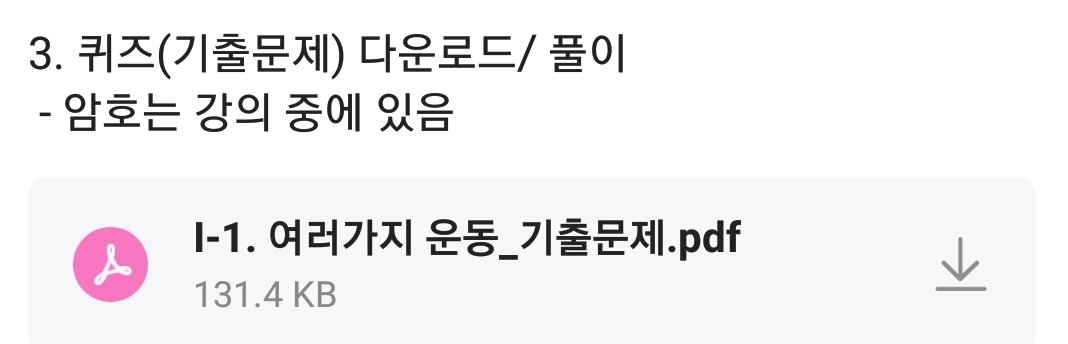 3. 퀴즈(기출문제) 다운로드/ 풀이
- 암호는 강의 중에 있음
I-1. 여러가지 운동_기출문제.pdf
131.4 KB